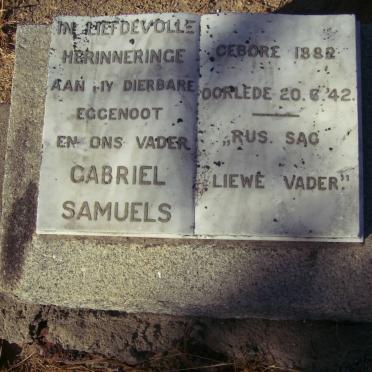 IN LIEFDEVOLLE
HERINNERINGE
AAN MY DIERBARE
EGGENOOT
EN ONS VADER
GABRIEL
SAMUELS
GEBORE 1882
OORLEDE 20.6.42.
„RUS SAG
LIEWE VADER."